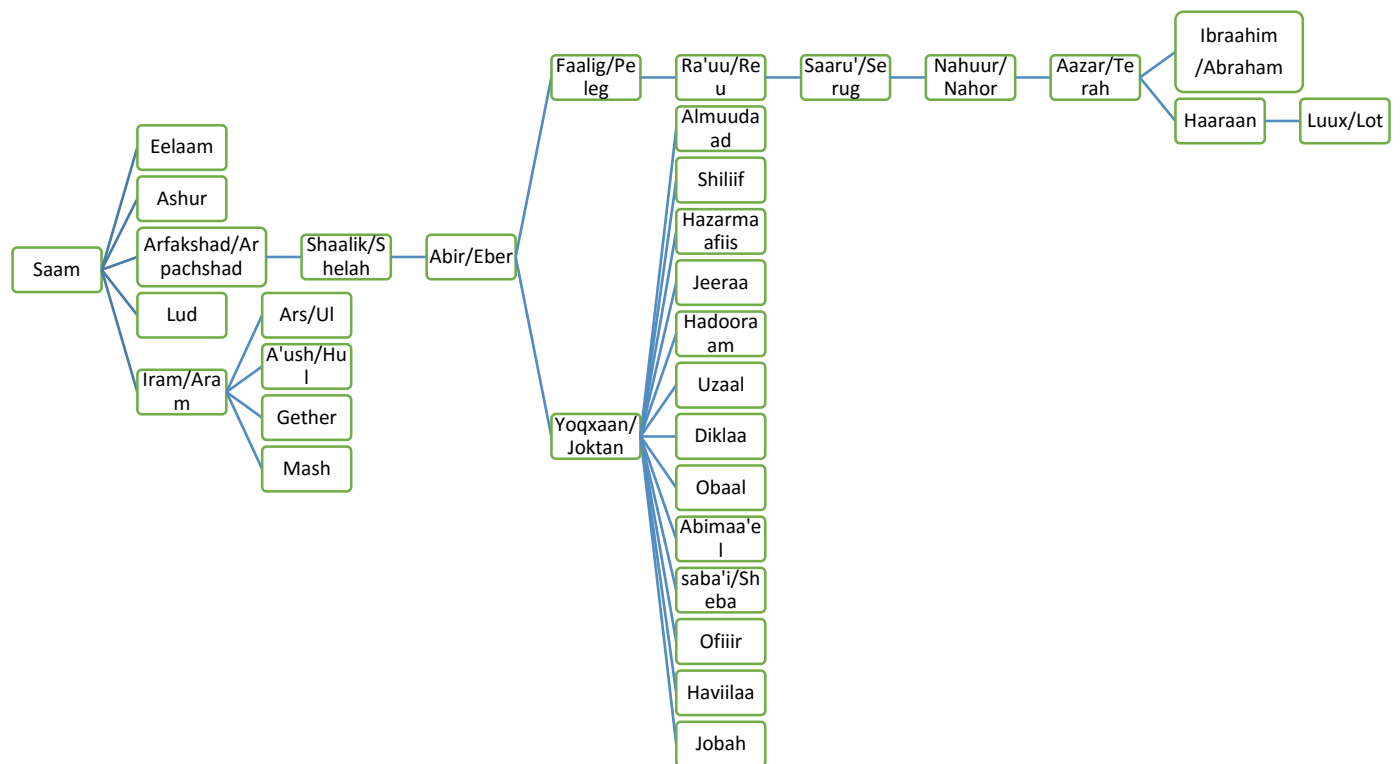 Saam
Eelaam
Ashur
Arfakshad/Ar
pachshad
Lud
Iram/Ara
m
Shaalik/S
helah
Ars/Ul
A'ush/Hu
l
Gether
Mash
Abir/Eber
Faalig/Pe
leg
Yoqxaan/
Joktan
Ra'uu/Re
u
Almuuda
ad
Shiliif
Hazarma
afiis
Jeeraa
Hadoora
am
Uzaal
Diklaa
Obaal
Abimaa'e
l
saba'i/Sh
eba
Ofiiir
Haviilaa
Jobah
Saaru'/Se
rug
Nahuur/
Nahor
Aazar/Te
rah
Ibraahim
/Abraham
Haaraan
Luux/Lot